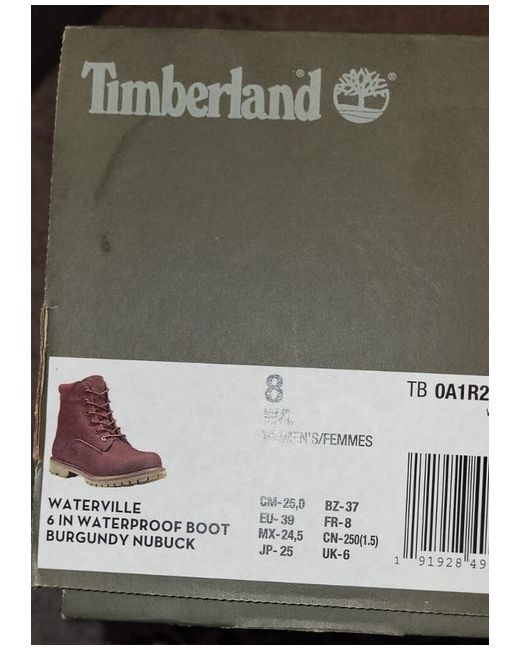 Timberland
8
TB 0A1R2
WOMEN'S/FEMMES
WATERVILLE
6 IN WATERPROOF BOOT
BURGUNDY NUBUCK
CM-25,0 BZ-37
EU-39 FR-8
MX-24,5 CN-250(1.5)
JP-25 UK-6
1 91928 49